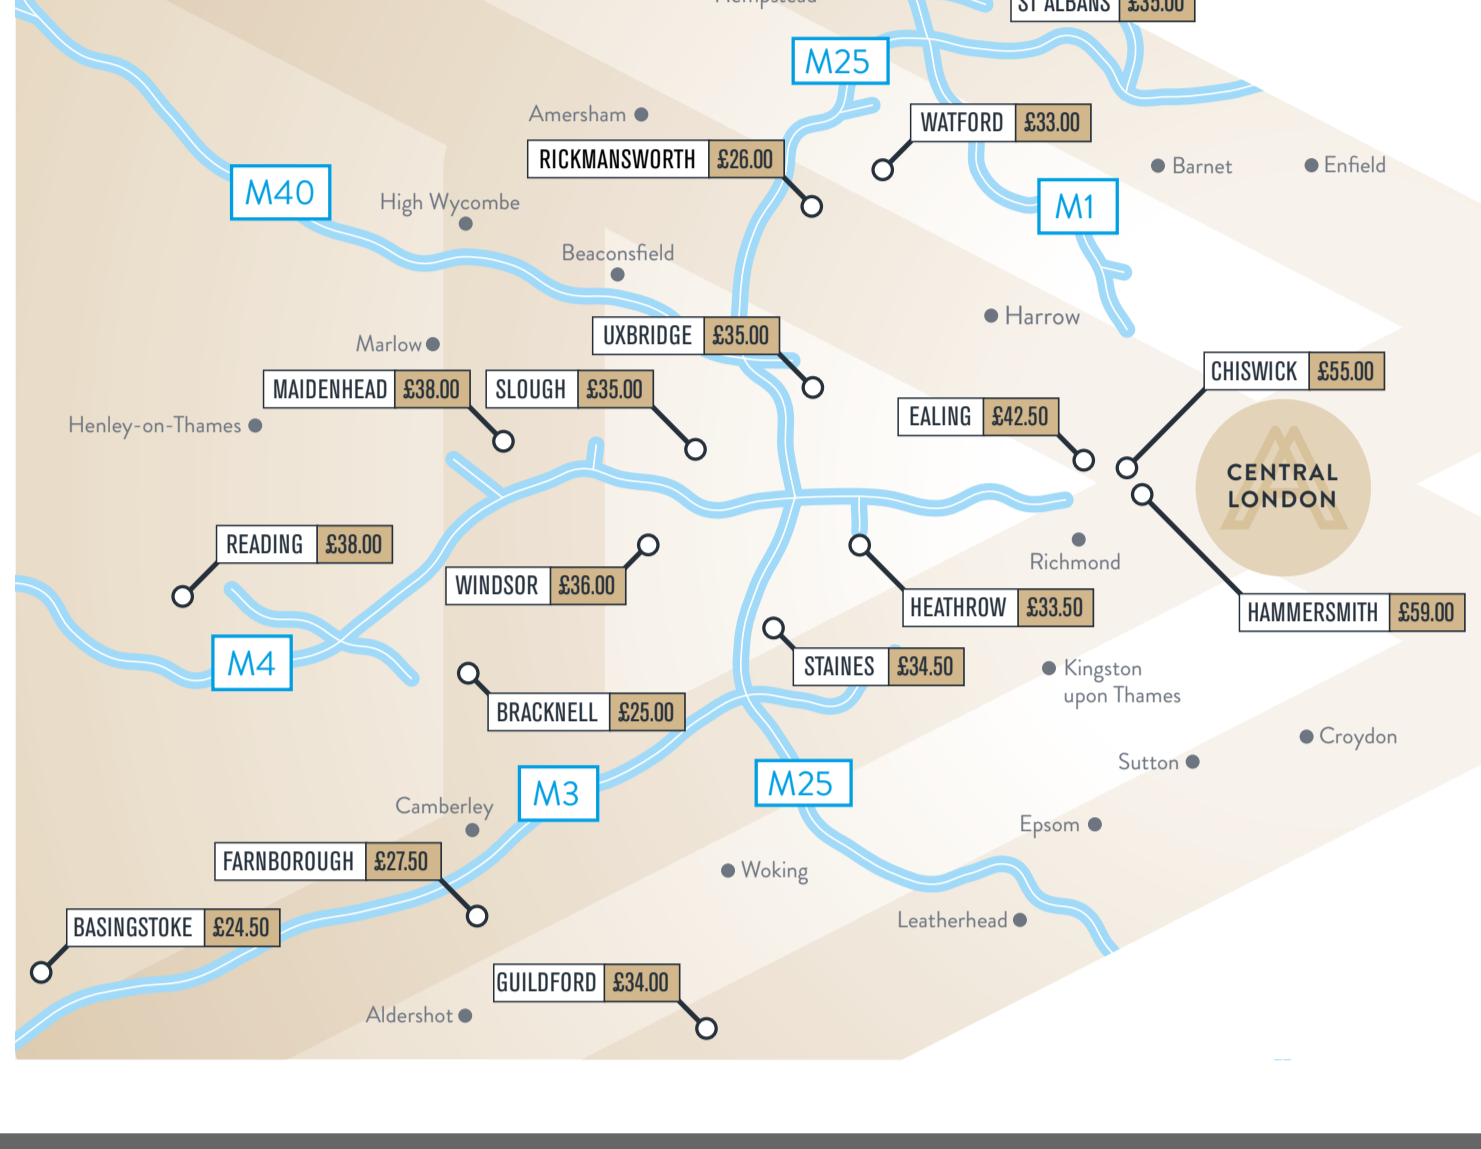 Hempstead
ST ALBANS £35.00
M25
Amersham
WATFORD £33.00
RICKMANSWORTH £26.00
Barnet
Enfield
M40
High Wycombe
M1
Beaconsfield
Harrow
UXBRIDGE £35.00
Marlow
CHISWICK £55.00
MAIDENHEAD £38.00
SLOUGH £35.00
EALING £42.50
Henley-on-Thames
CENTRAL
LONDON
READING £38.00
Richmond
WINDSOR £36.00
HEATHROW £33.50
HAMMERSMITH £59.00
M4
STAINES £34.50
Kingston
upon Thames
BRACKNELL £25.00
Croydon
Sutton
M3
M25
Camberley
Epsom
FARNBOROUGH £27.50
Woking
Leatherhead
BASINGSTOKE £24.50
GUILDFORD £34.00
Aldershot